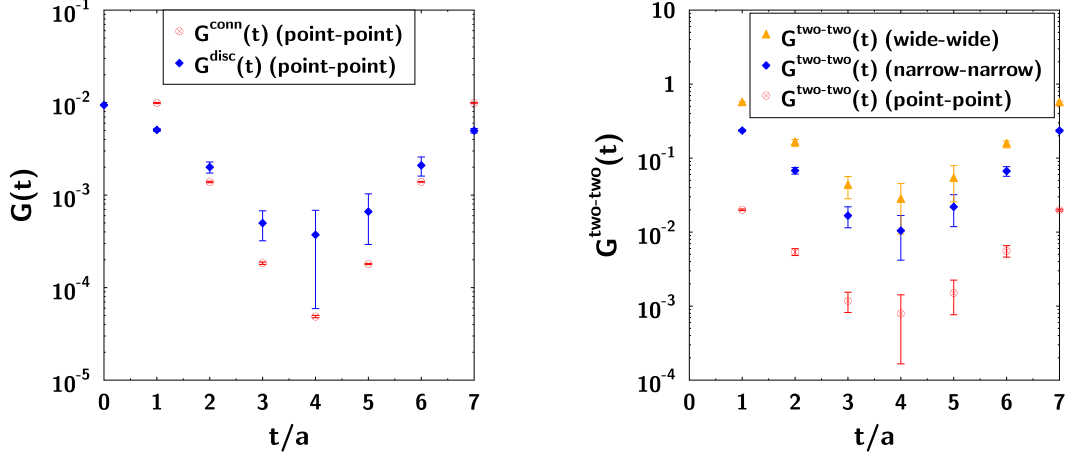 G^conn(t) (point-point)
G^disc(t) (point-point)
10^-1
10^-2
10^-3
10^-4
10^-5
G(t)
0 1 2 3 4 5 6 7
t/a
G^two-two(t) (wide-wide)
G^two-two(t) (narrow-narrow)
G^two-two(t) (point-point)
10
1
10^-1
10^-2
10^-3
10^-4
G^two-two(t)
0 1 2 3 4 5 6 7
t/a